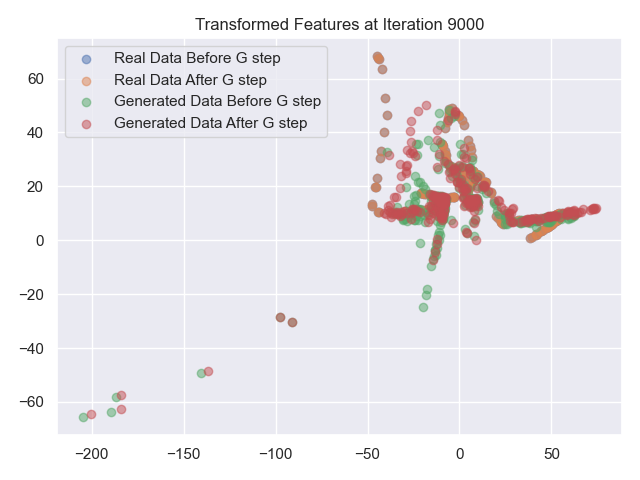 Transformed Features at Iteration 9000
Real Data Before G step
Real Data After G step
Generated Data Before G step
Generated Data After G step
60
40
20
0
−20
−40
−60
−200
−150
−100
−50
0
50